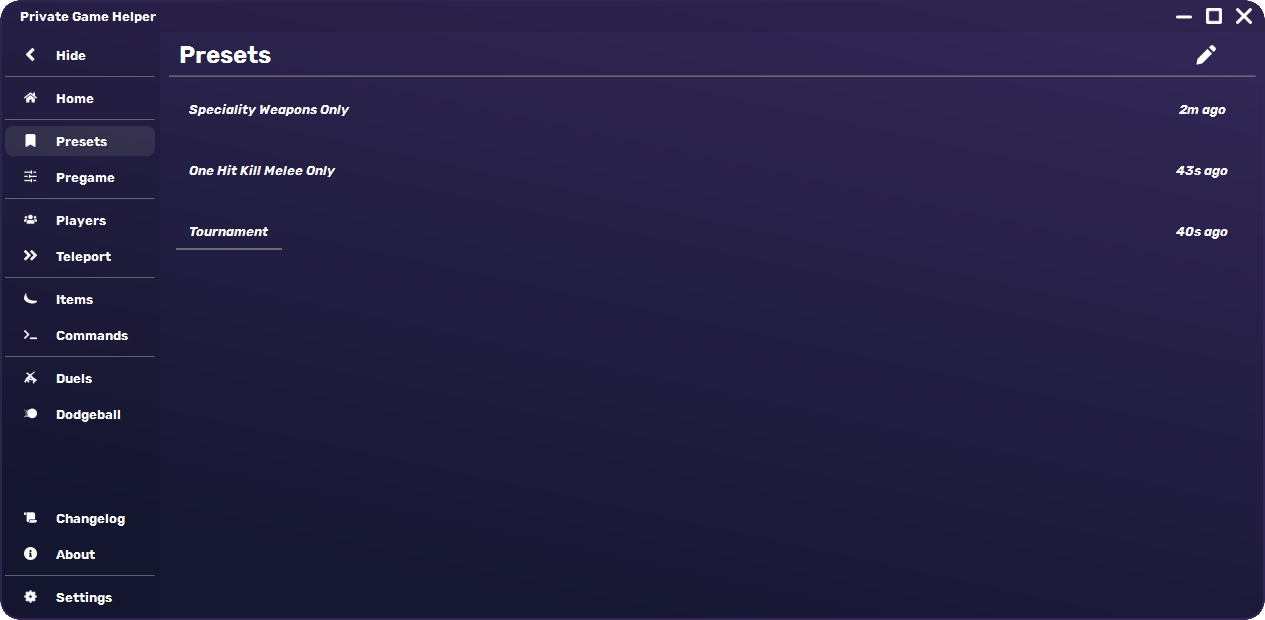 Private Game Helper
Hide
Home
Presets
Pregame
Players
Teleport
Items
Commands
Duels
Dodgeball
Changelog
About
Settings
Presets
Speciality Weapons Only 2m ago
One Hit Kill Melee Only 43s ago
Tournament 40s ago